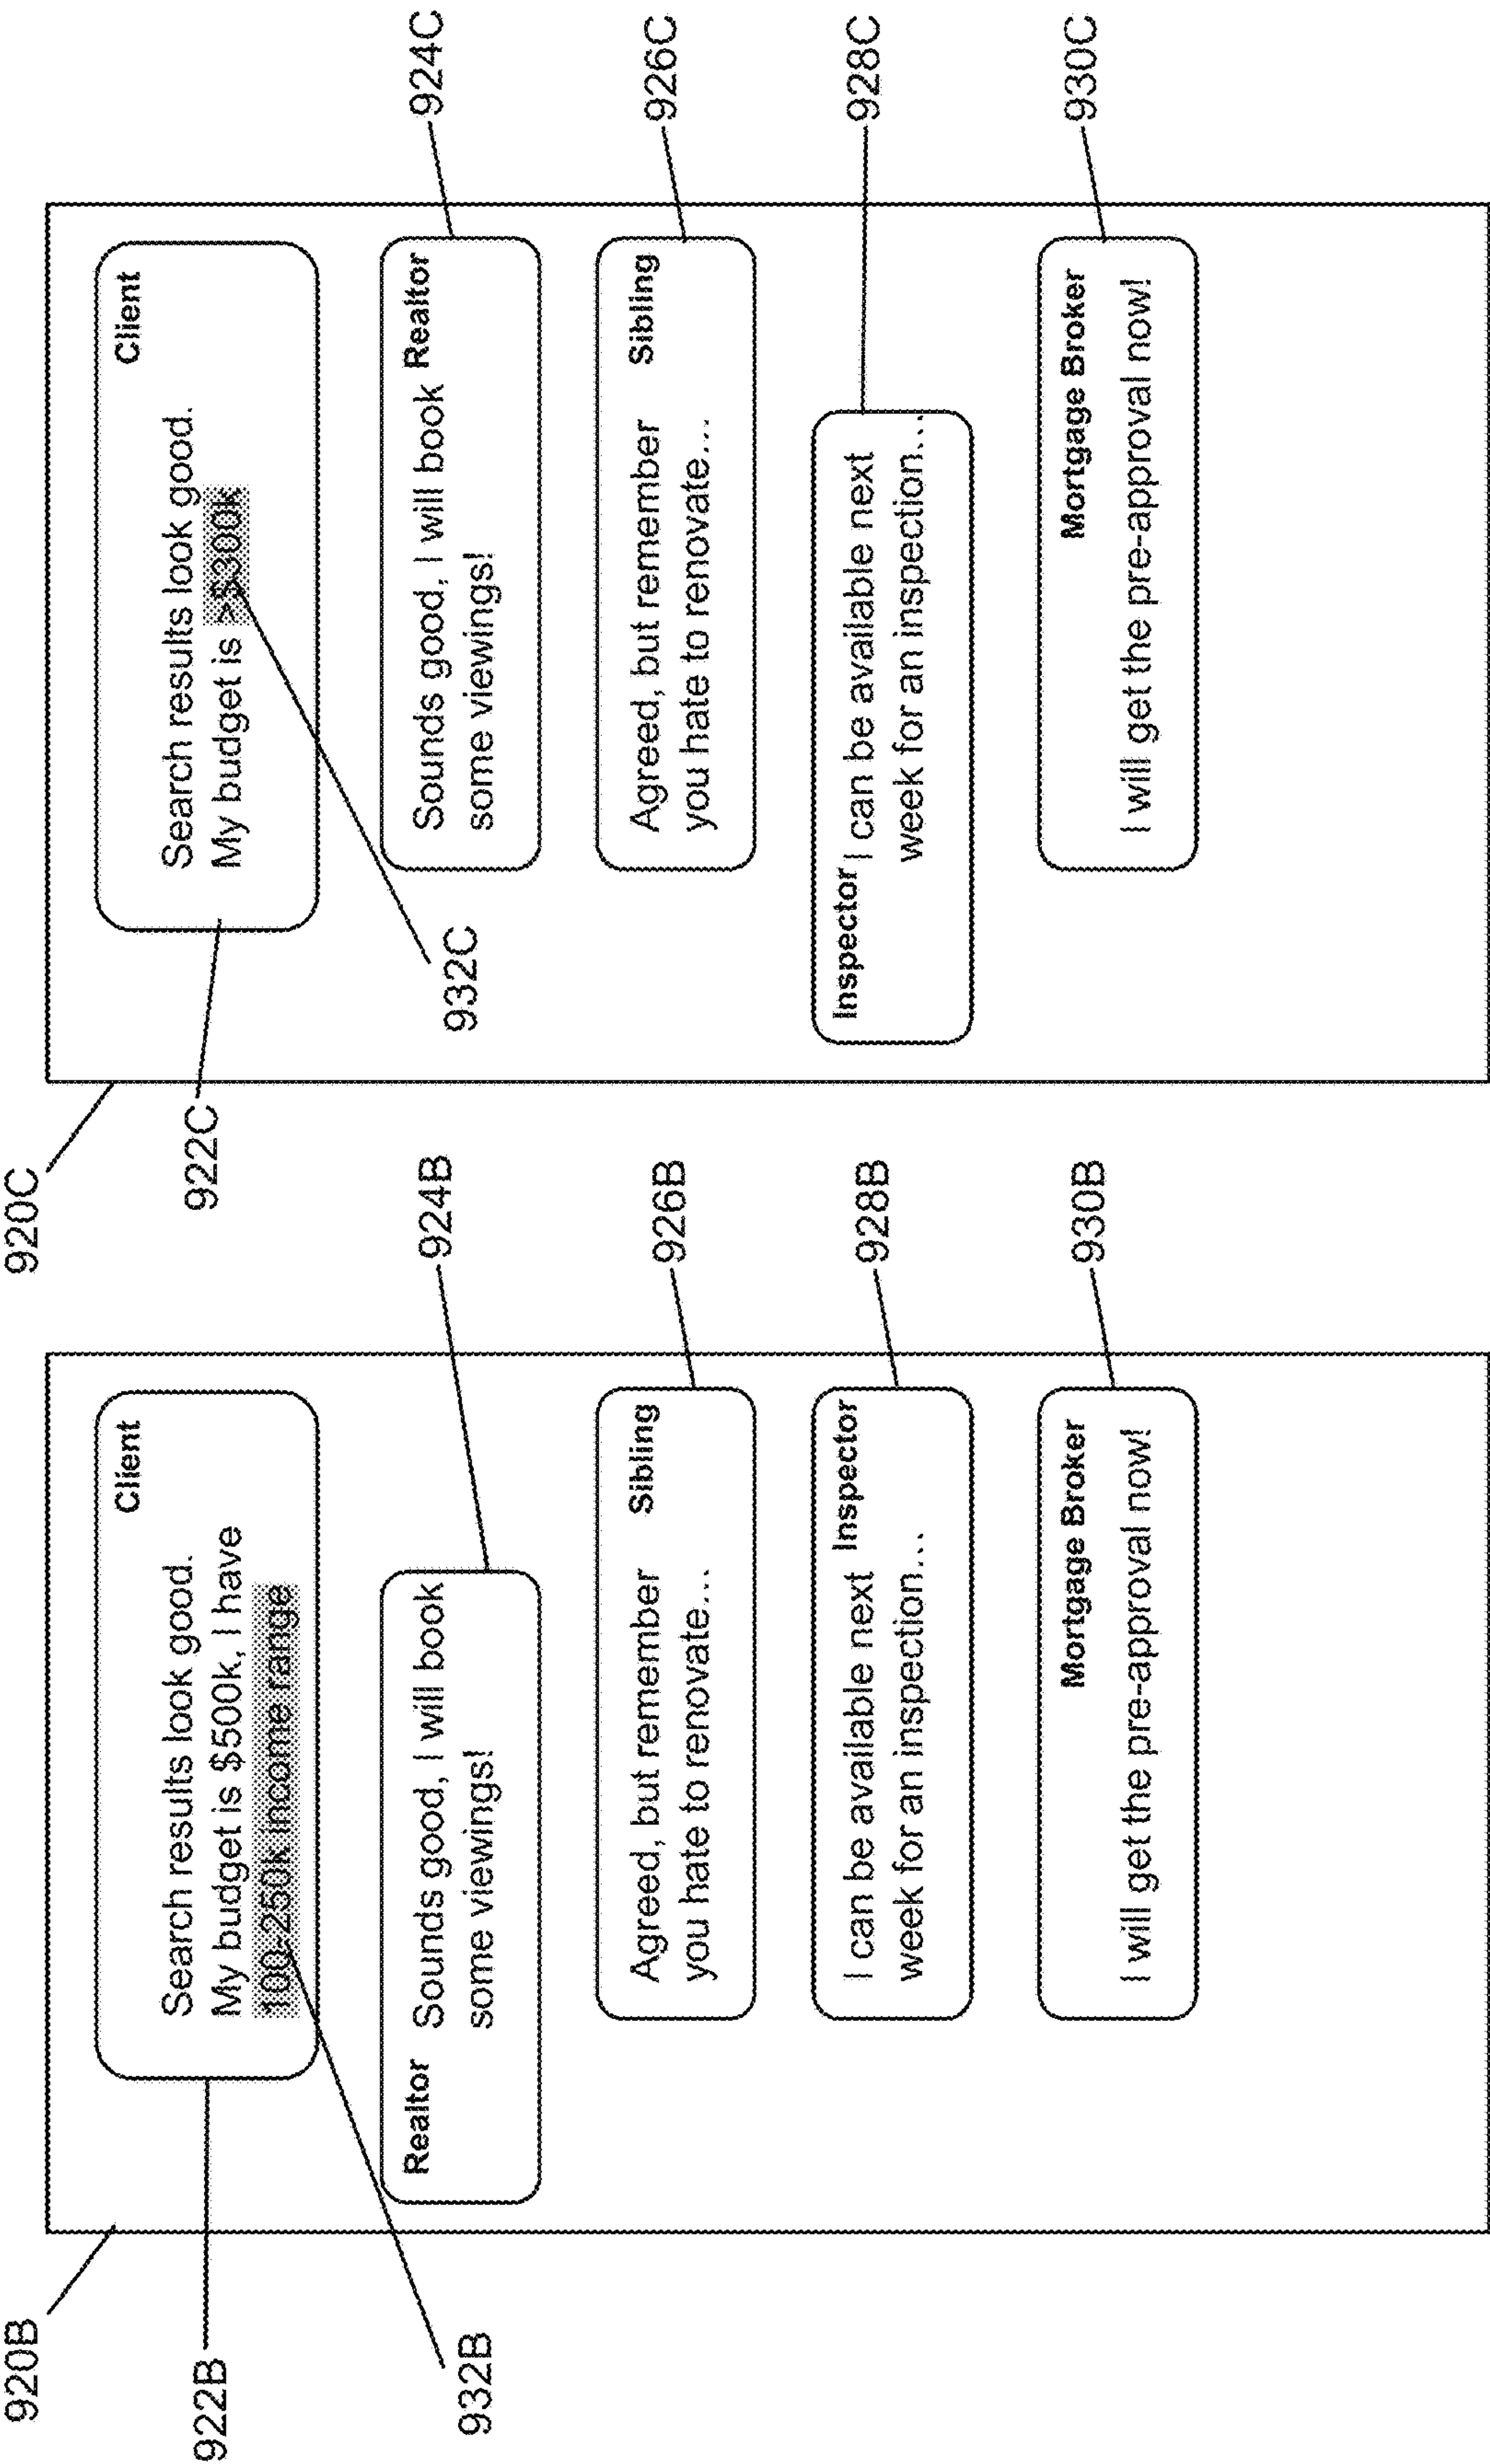 920B
922B
Client
Search results look good.
My budget is $500k, I have
100-250k income range
932B
924B
Realtor
Sounds good, I will book
some viewings!
926B
Sibling
Agreed, but remember
you hate to renovate...
928B
Inspector
I can be available next
week for an inspection...
930B
Mortgage Broker
I will get the pre-approval now!
920C
922C
Client
Search results look good.
My budget is >$300k
932C
924C
Realtor
Sounds good, I will book
some viewings!
926C
Sibling
Agreed, but remember
you hate to renovate...
928C
Inspector
I can be available next
week for an inspection...
930C
Mortgage Broker
I will get the pre-approval now!